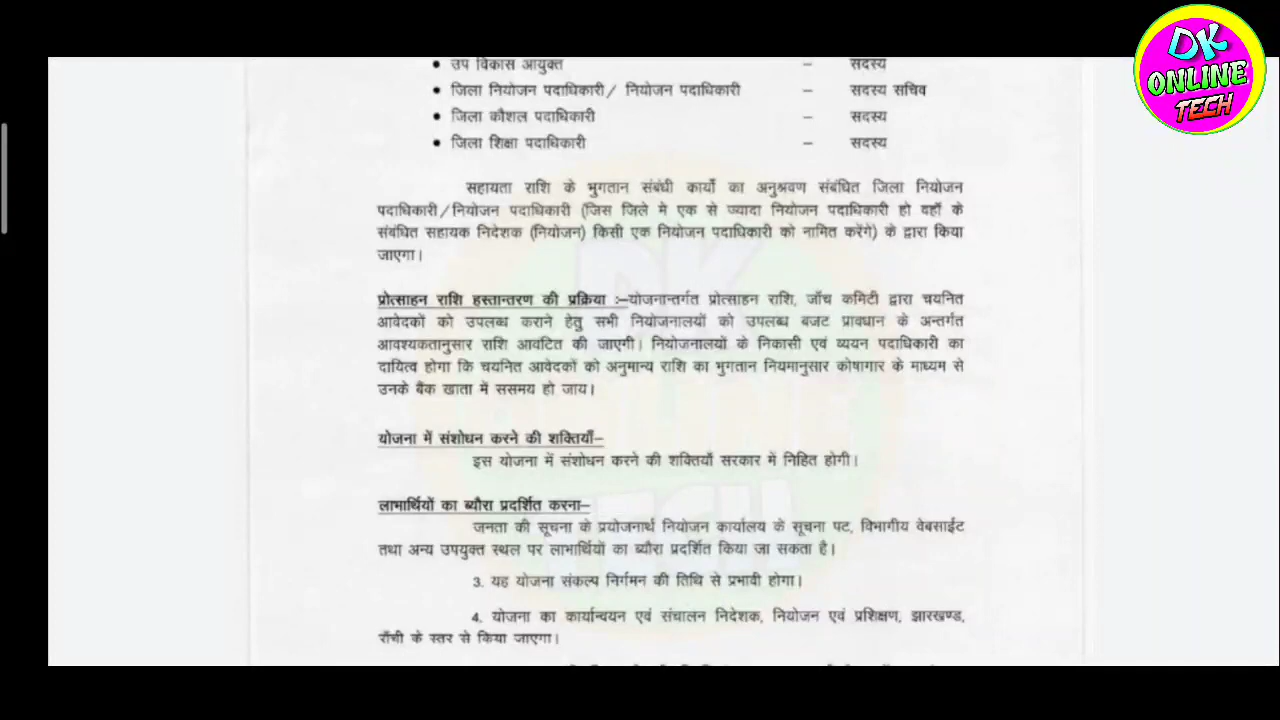 DK
ONLINE
TECH
• उप विकास आयुक्त – सदस्य
• जिला नियोजन पदाधिकारी/ नियोजन पदाधिकारी – सदस्य सचिव
• जिला कौशल पदाधिकारी – सदस्य
• जिला शिक्षा पदाधिकारी – सदस्य
सहायता राशि के भुगतान संबंधी कार्यो का अनुश्रवण संबंधित जिला नियोजन
पदाधिकारी/नियोजन पदाधिकारी (जिस जिले मे एक से ज्यादा नियोजन पदाधिकारी हो वहाँ के
संबंधित सहायक निदेशक (नियोजन) किसी एक नियोजन पदाधिकारी को नामित करेंगे) के द्वारा किया
जाएगा।
प्रोत्साहन राशि हस्तान्तरण की प्रक्रिया :–योजनान्तर्गत प्रोत्साहन राशि, जाँच कमिटी द्वारा चयनित
आवेदकों को उपलब्ध कराने हेतु सभी नियोजनालयों को उपलब्ध बजट प्रावधान के अन्तर्गत
आवश्यकतानुसार राशि आवंटित की जाएगी। नियोजनालयों के निकासी एवं व्ययन पदाधिकारी का
दायित्व होगा कि चयनित आवेदकों को अनुमान्य राशि का भुगतान नियमानुसार कोषागार के माध्यम से
उनके बैंक खाता में ससमय हो जाय।
योजना में संशोधन करने की शक्तियाँ–
इस योजना में संशोधन करने की शक्तियाँ सरकार में निहित होगी।
लाभार्थियों का ब्यौरा प्रदर्शित करना–
जनता की सूचना के प्रयोजनार्थ नियोजन कार्यालय के सूचना पट, विभागीय वेबसाईट
तथा अन्य उपयुक्त स्थल पर लाभार्थियों का ब्यौरा प्रदर्शित किया जा सकता है।
3. यह योजना संकल्प निर्गमन की तिथि से प्रभावी होगा।
4. योजना का कार्यान्वयन एवं संचालन निदेशक, नियोजन एवं प्रशिक्षण, झारखण्ड,
राँची के स्तर से किया जाएगा।